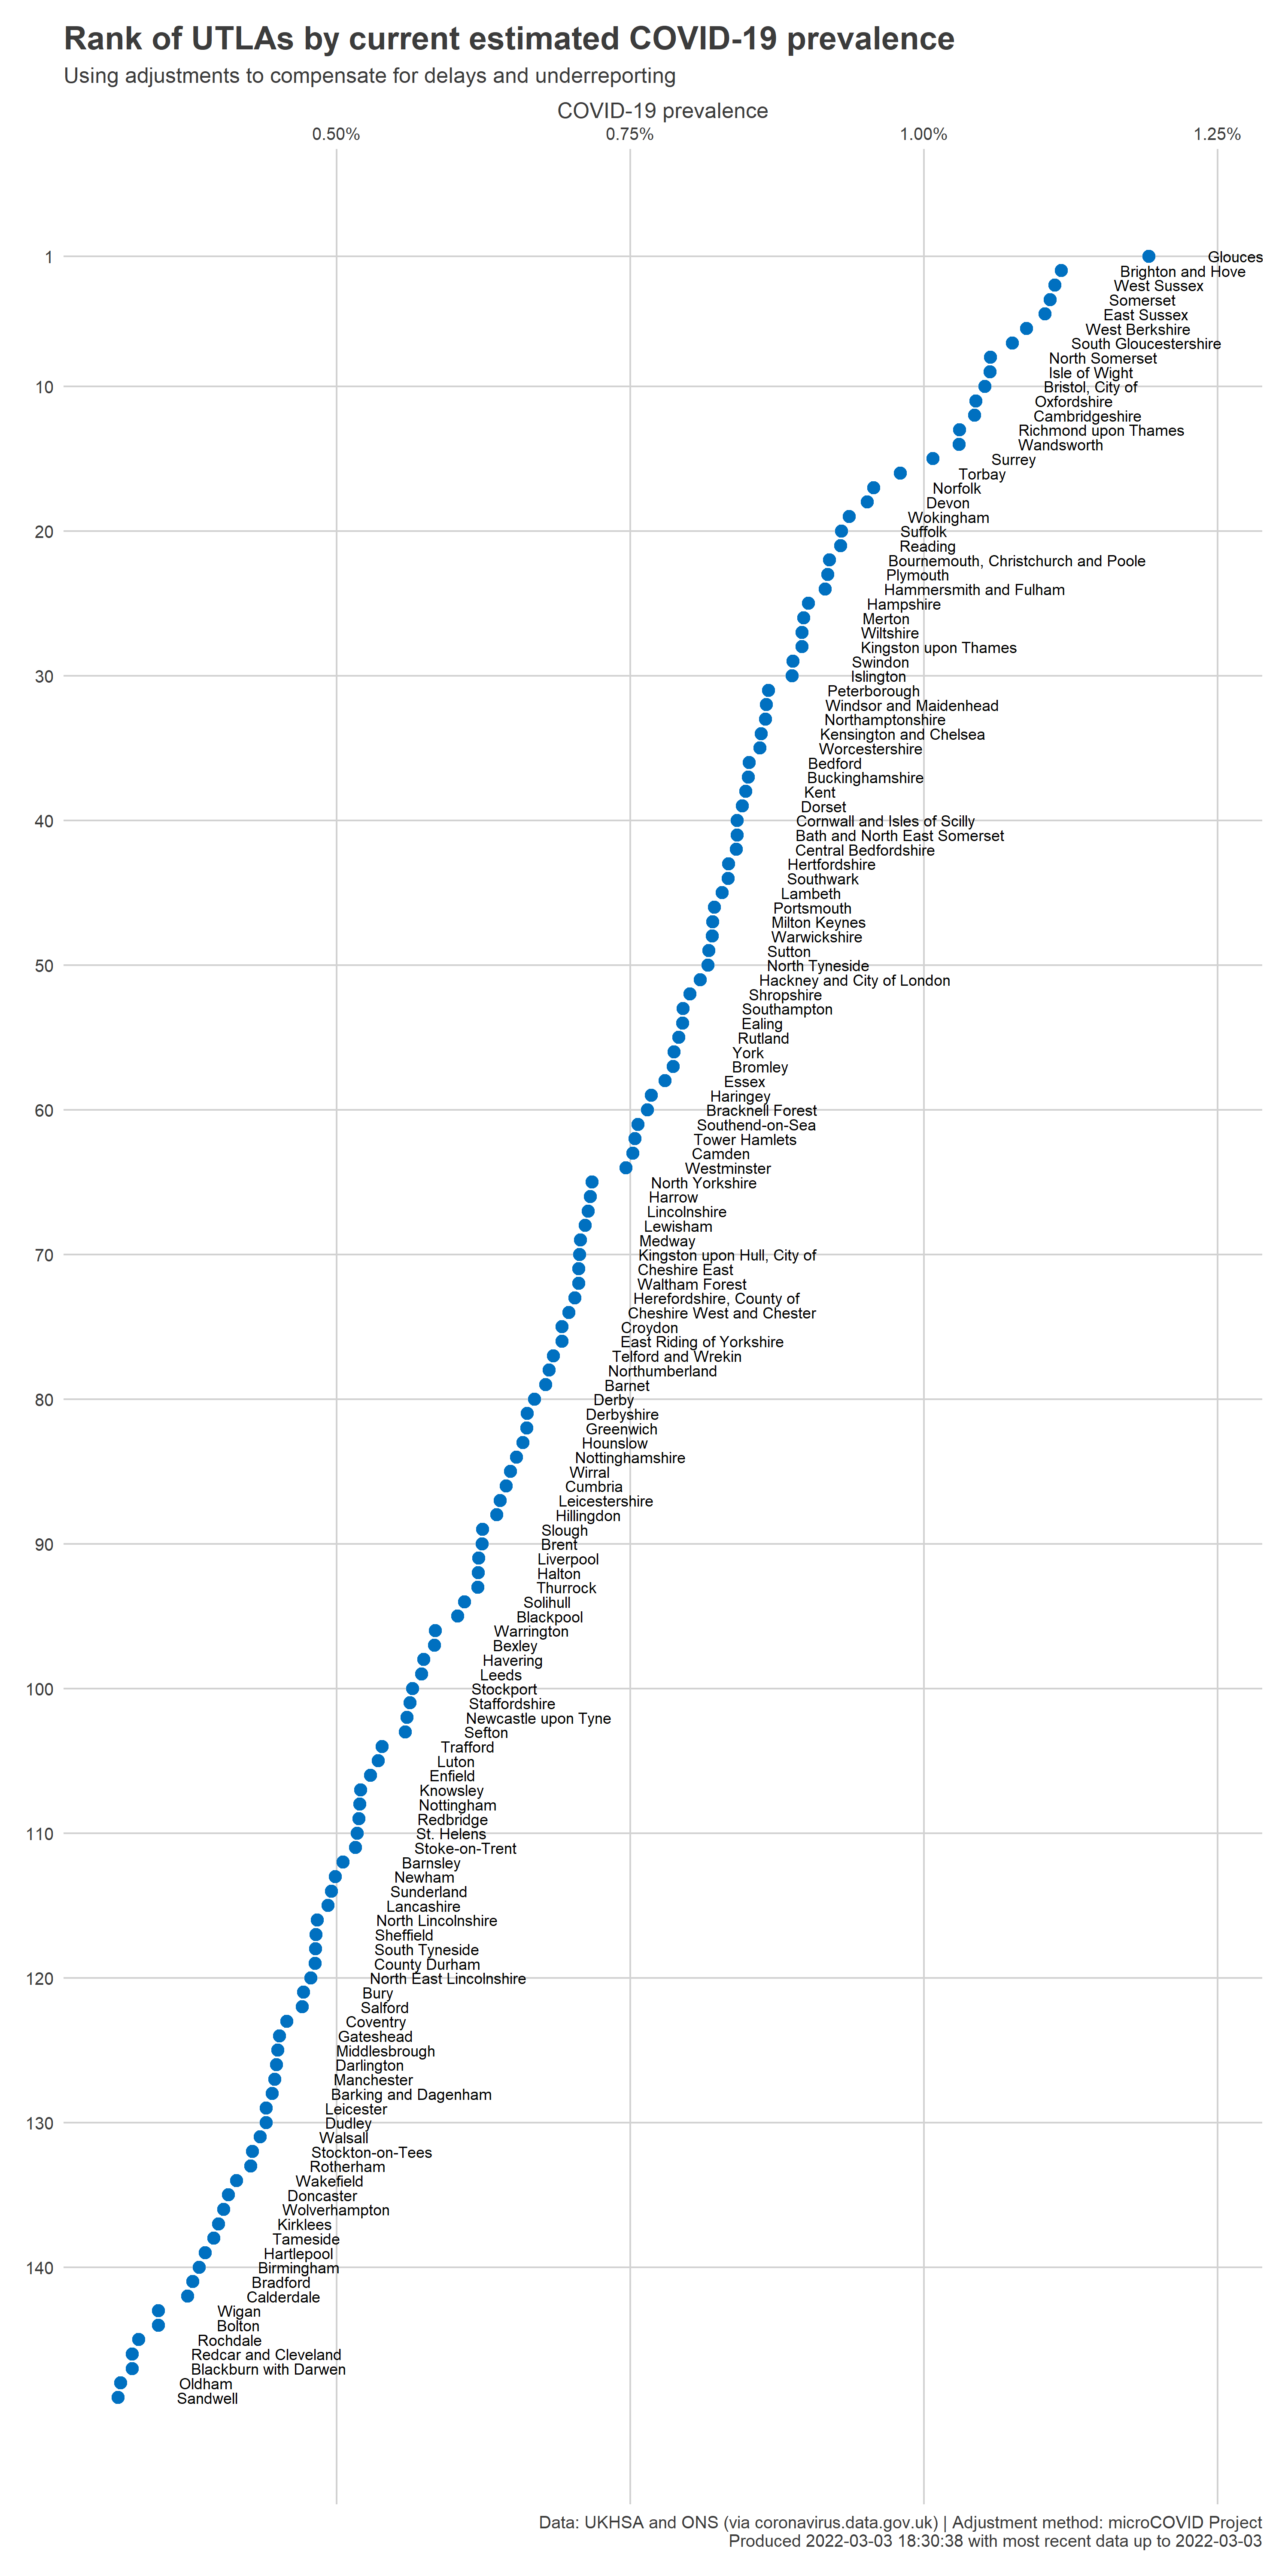 Rank of UTLAs by current estimated COVID-19 prevalence
Using adjustments to compensate for delays and underreporting
COVID-19 prevalence
0.50% 0.75% 1.00% 1.25%
1 Glouces
Brighton and Hove
West Sussex
Somerset
East Sussex
West Berkshire
South Gloucestershire
North Somerset
Isle of Wight
10 Bristol, City of
Oxfordshire
Cambridgeshire
Richmond upon Thames
Wandsworth
Surrey
Torbay
Norfolk
Devon
Wokingham
20 Suffolk
Reading
Bournemouth, Christchurch and Poole
Plymouth
Hammersmith and Fulham
Hampshire
Merton
Wiltshire
Kingston upon Thames
Swindon
30 Islington
Peterborough
Windsor and Maidenhead
Northamptonshire
Kensington and Chelsea
Worcestershire
Bedford
Buckinghamshire
Kent
Dorset
40 Cornwall and Isles of Scilly
Bath and North East Somerset
Central Bedfordshire
Hertfordshire
Southwark
Lambeth
Portsmouth
Milton Keynes
Warwickshire
Sutton
50 North Tyneside
Hackney and City of London
Shropshire
Southampton
Ealing
Rutland
York
Bromley
Essex
Haringey
60 Bracknell Forest
Southend-on-Sea
Tower Hamlets
Camden
Westminster
North Yorkshire
Harrow
Lincolnshire
Lewisham
Medway
70 Kingston upon Hull, City of
Cheshire East
Waltham Forest
Herefordshire, County of
Cheshire West and Chester
Croydon
East Riding of Yorkshire
Telford and Wrekin
Northumberland
Barnet
80 Derby
Derbyshire
Greenwich
Hounslow
Nottinghamshire
Wirral
Cumbria
Leicestershire
Hillingdon
Slough
90 Brent
Liverpool
Halton
Thurrock
Solihull
Blackpool
Warrington
Bexley
Havering
Leeds
100 Stockport
Staffordshire
Newcastle upon Tyne
Sefton
Trafford
Luton
Enfield
Knowsley
Nottingham
Redbridge
110 St. Helens
Stoke-on-Trent
Barnsley
Newham
Sunderland
Lancashire
North Lincolnshire
Sheffield
South Tyneside
County Durham
120 North East Lincolnshire
Bury
Salford
Coventry
Gateshead
Middlesbrough
Darlington
Manchester
Barking and Dagenham
Leicester
130 Dudley
Walsall
Stockton-on-Tees
Rotherham
Wakefield
Doncaster
Wolverhampton
Kirklees
Tameside
Hartlepool
140 Birmingham
Bradford
Calderdale
Wigan
Bolton
Rochdale
Redcar and Cleveland
Blackburn with Darwen
Oldham
Sandwell
Data: UKHSA and ONS (via coronavirus.data.gov.uk) | Adjustment method: microCOVID Project
Produced 2022-03-03 18:30:38 with most recent data up to 2022-03-03